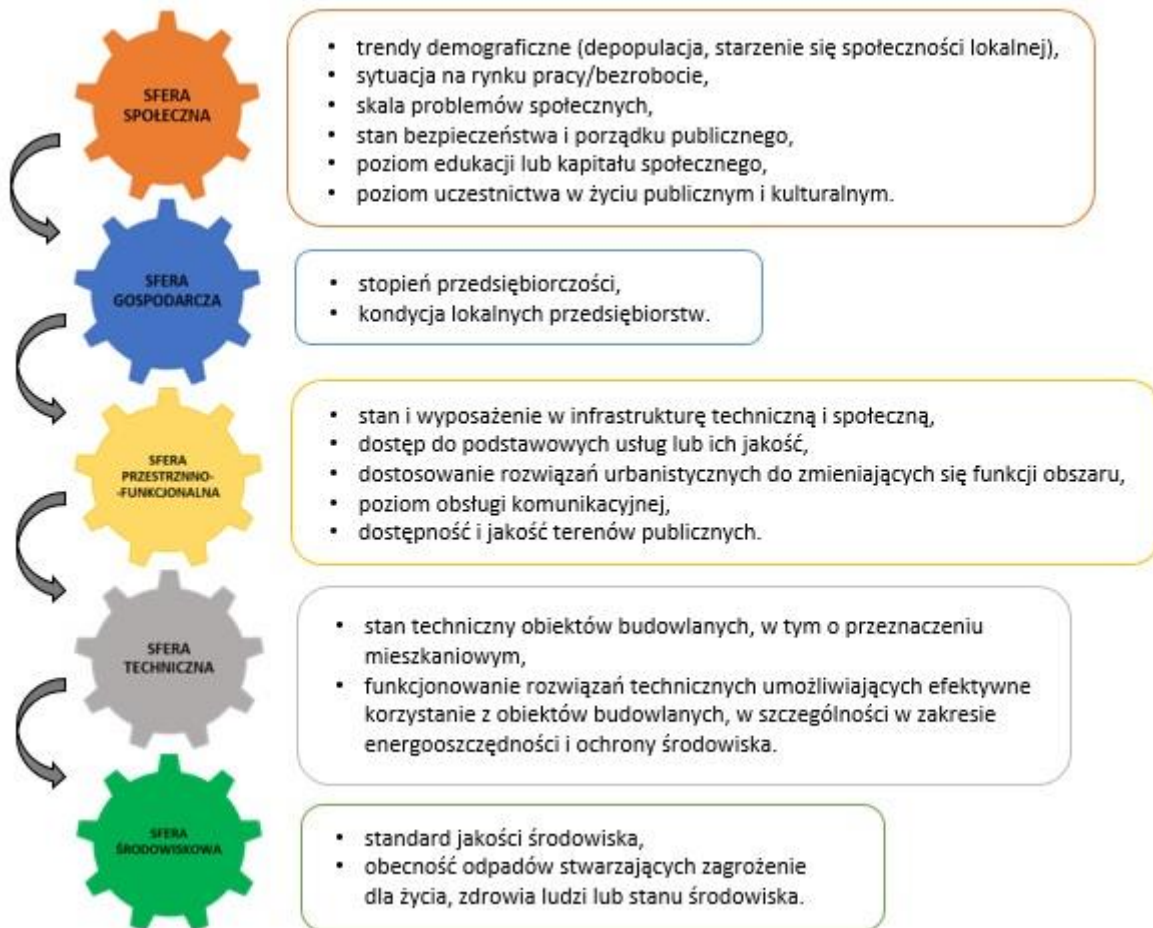 SFERA
SPOŁECZNA
• trendy demograficzne (depopulacja, starzenie się społeczności lokalnej),
• sytuacja na rynku pracy/bezrobocie,
• skala problemów społecznych,
• stan bezpieczeństwa i porządku publicznego,
• poziom edukacji lub kapitału społecznego,
• poziom uczestnictwa w życiu publicznym i kulturalnym.
SFERA
GOSPODARCZA
• stopień przedsiębiorczości,
• kondycja lokalnych przedsiębiorstw.
SFERA
PRZESTRZNNO-
-FUNKCJONALNA
• stan i wyposażenie w infrastrukturę techniczną i społeczną,
• dostęp do podstawowych usług lub ich jakość,
• dostosowanie rozwiązań urbanistycznych do zmieniających się funkcji obszaru,
• poziom obsługi komunikacyjnej,
• dostępność i jakość terenów publicznych.
SFERA
TECHNICZNA
• stan techniczny obiektów budowlanych, w tym o przeznaczeniu
mieszkaniowym,
• funkcjonowanie rozwiązań technicznych umożliwiających efektywne
korzystanie z obiektów budowlanych, w szczególności w zakresie
energooszczędności i ochrony środowiska.
SFERA
ŚRODOWISKOWA
• standard jakości środowiska,
• obecność odpadów stwarzających zagrożenie
dla życia, zdrowia ludzi lub stanu środowiska.